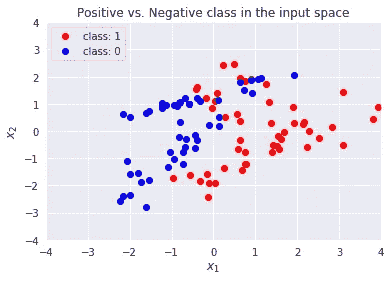 Positive vs. Negative class in the input space
class: 1
class: 0
4
3
2
1
0
−1
−2
−3
−4
x₂
−4 −3 −2 −1 0 1 2 3 4
x₁